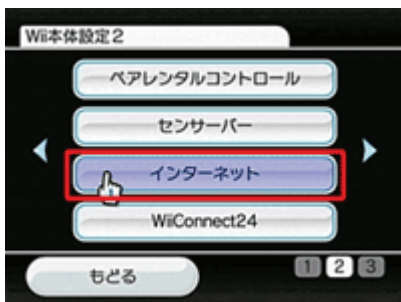 Wii本体設定2
ペアレンタルコントロール
センサーバー
インターネット
WiiConnect24
もどる
1 2 3